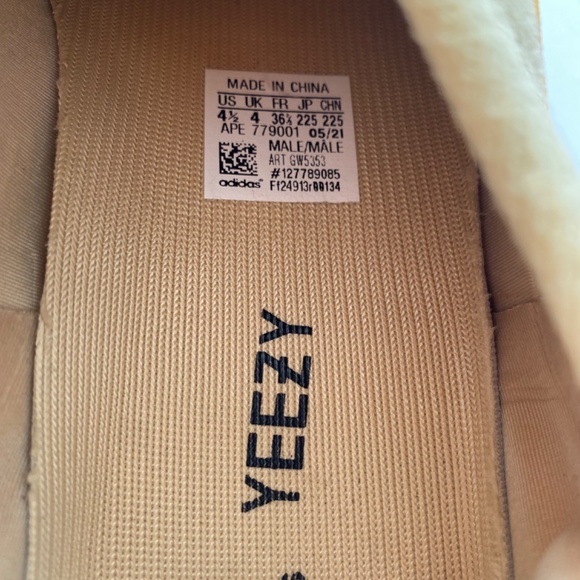 MADE IN CHINA
US UK FR JP CHN
4½ 4 36⅔ 225 225
APE 779001 05/21
MALE/MÂLE
ART GW5353
#127789085
adidas
YEEZY